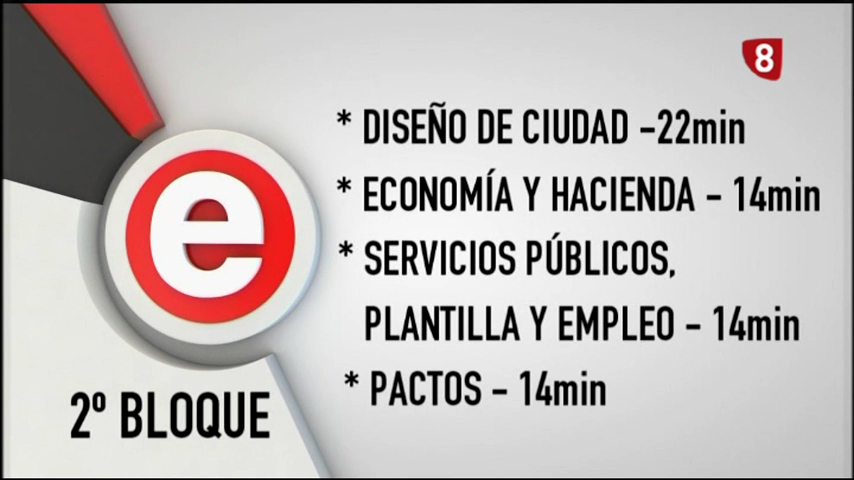 8
* DISEÑO DE CIUDAD -22min
* ECONOMÍA Y HACIENDA - 14min
* SERVICIOS PÚBLICOS,
PLANTILLA Y EMPLEO - 14min
* PACTOS - 14min
e
2º BLOQUE